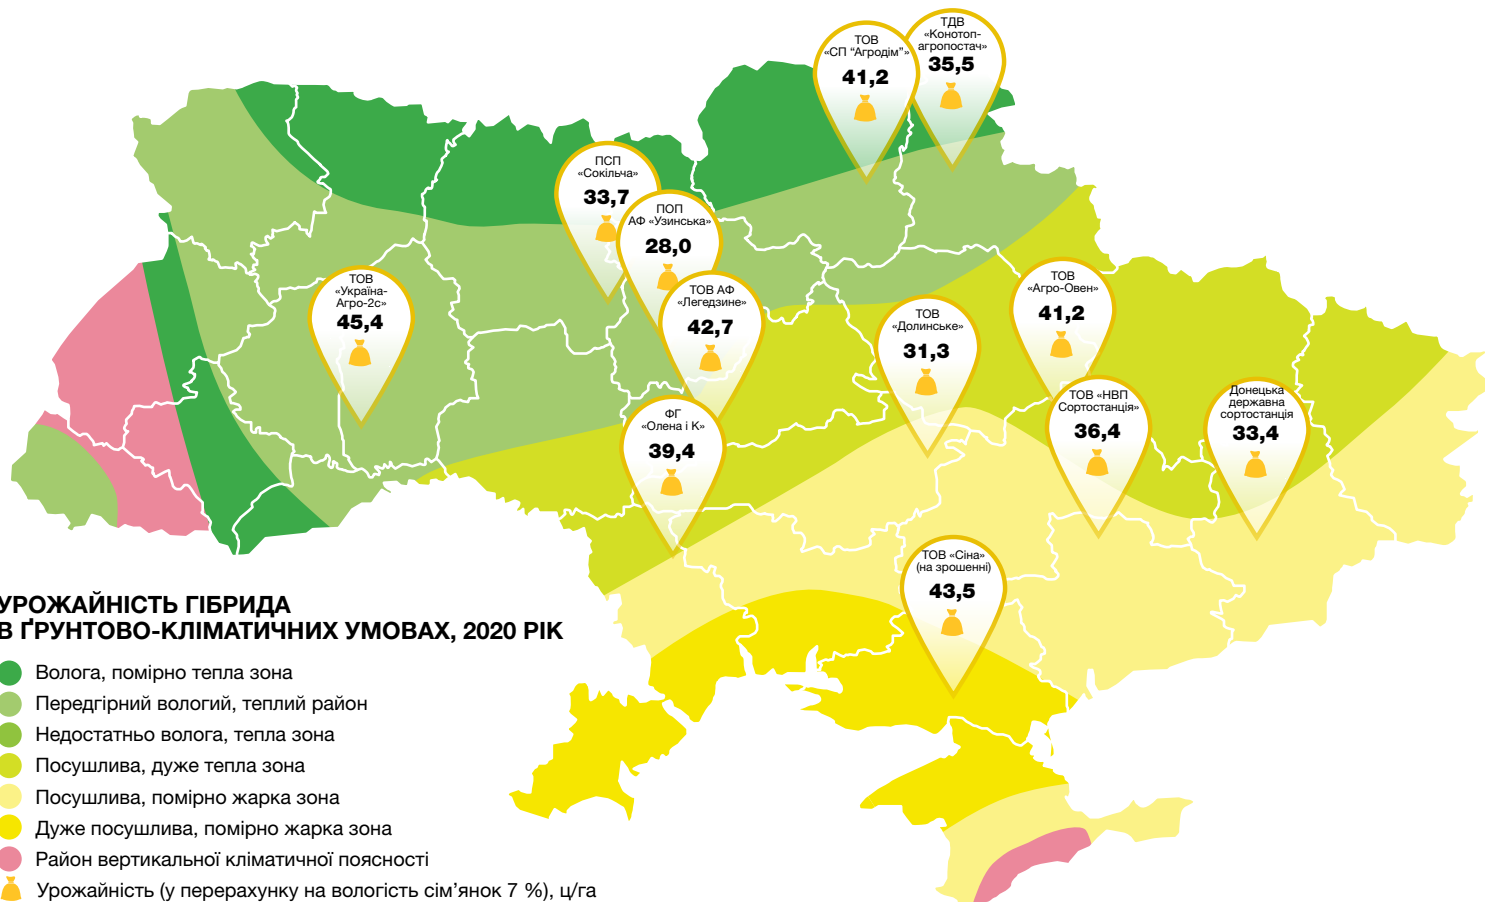 ТДВ
«Конотоп-
агропостач»
35,5
ТОВ
«СП “Агродім”»
41,2
ПСП
«Сокільча»
33,7
ПОП
АФ «Узинська»
28,0
ТОВ
«Україна-
Агро-2с»
45,4
ТОВ АФ
«Легедзине»
42,7
ТОВ
«Долинське»
31,3
ТОВ
«Агро-Овен»
41,2
ФГ
«Олена і К»
39,4
ТОВ «НВП
Сортостанція»
36,4
Донецька
державна
сортостанція
33,4
ТОВ «Сіна»
(на зрошенні)
43,5
УРОЖАЙНІСТЬ ГІБРИДА
В ҐРУНТОВО-КЛІМАТИЧНИХ УМОВАХ, 2020 РІК
Волога, помірно тепла зона
Передгірний вологий, теплий район
Недостатньо волога, тепла зона
Посушлива, дуже тепла зона
Посушлива, помірно жарка зона
Дуже посушлива, помірно жарка зона
Район вертикальної кліматичної поясності
Урожайність (у перерахунку на вологість сім’янок 7 %), ц/га